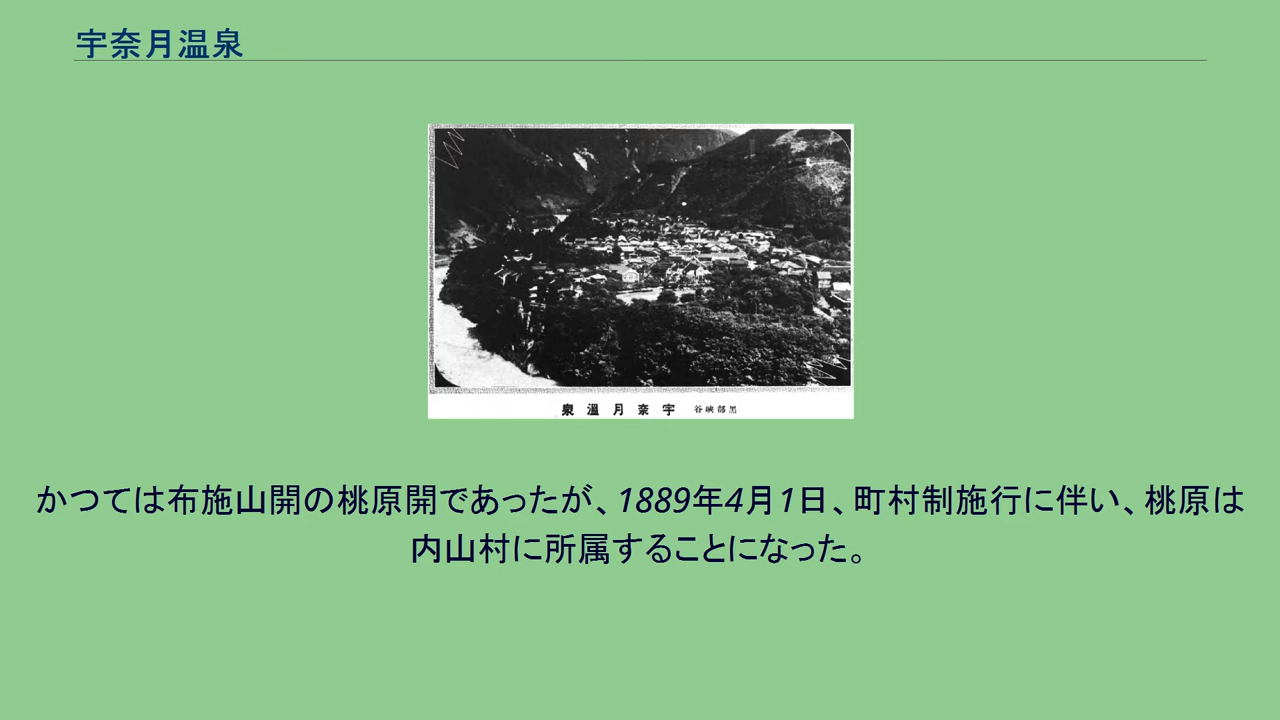 宇奈月温泉
泉溫月奈宇 谷峽部黑
かつては布施山開の桃原開であったが、1889年4月1日、町村制施行に伴い、桃原は
内山村に所属することになった。